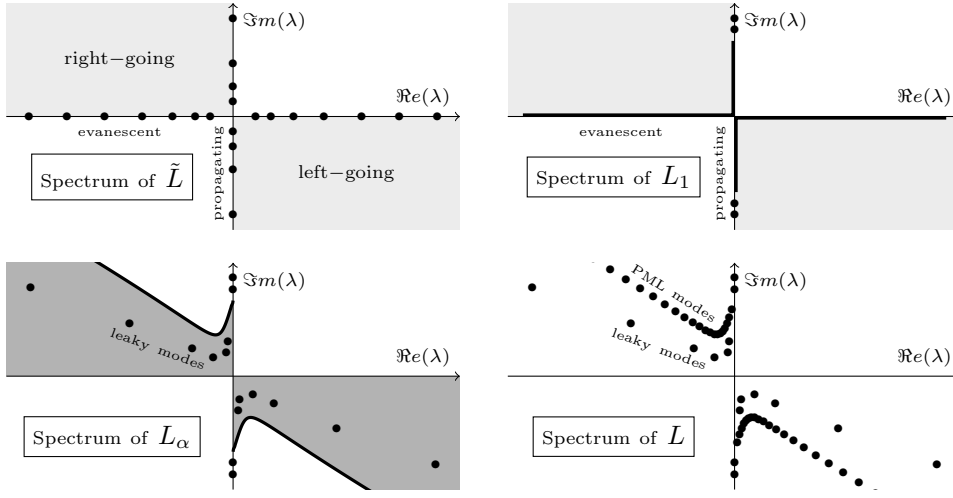 ℑm(λ)
right−going
ℜe(λ)
evanescent
propagating
left−going
Spectrum of L̃
ℑm(λ)
ℜe(λ)
evanescent
propagating
Spectrum of L₁
ℑm(λ)
leaky modes
ℜe(λ)
Spectrum of Lα
ℑm(λ)
PML modes
leaky modes
ℜe(λ)
Spectrum of L